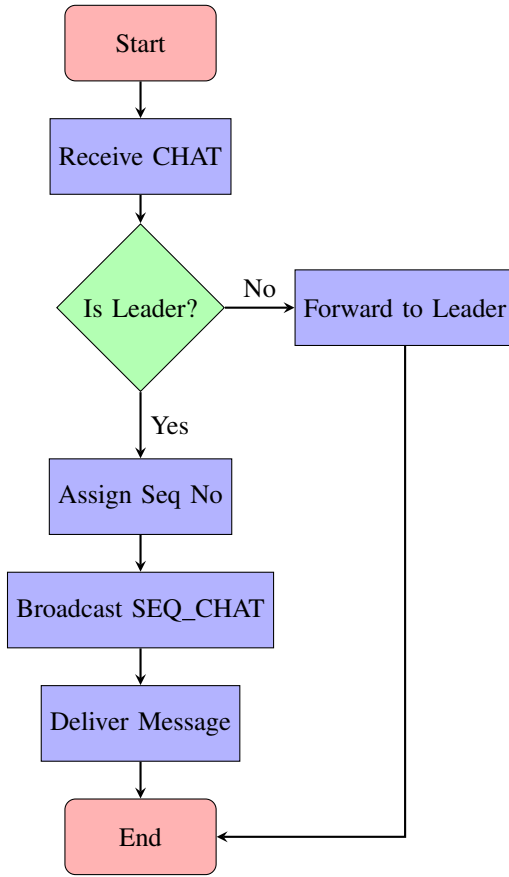 Start
Receive CHAT
Is Leader?
No
Forward to Leader
Yes
Assign Seq No
Broadcast SEQ_CHAT
Deliver Message
End